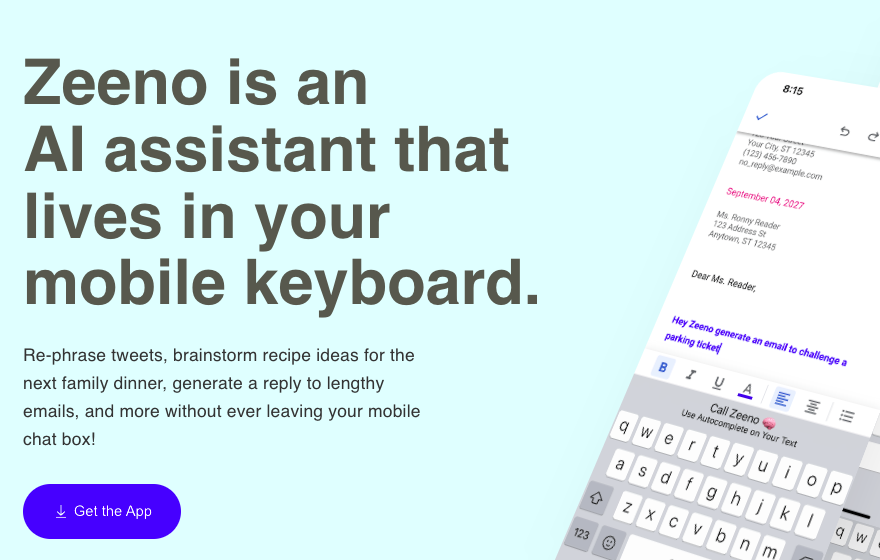 Zeeno is an
AI assistant that
lives in your
mobile keyboard.
Re-phrase tweets, brainstorm recipe ideas for the
next family dinner, generate a reply to lengthy
emails, and more without ever leaving your mobile
chat box!
Get the App
8:15
Your City, ST 12345
(123) 456-7890
no_reply@example.com
September 04, 2027
Ms. Ronny Reader
123 Address St
Anytown, ST 12345
Dear Ms. Reader,
Hey Zeeno generate an email to challenge a
parking ticket
B I U A
Call Zeeno
Use Autocomplete on Your Text
q w e r t y u i o p
a s d f g h j k l
z x c v b n m
123
q w